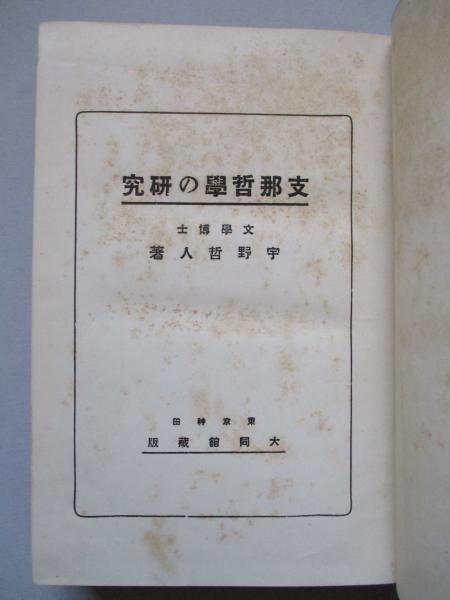 支那哲學の研究
文學博士
宇野哲人著
東京神田
大同館蔵版